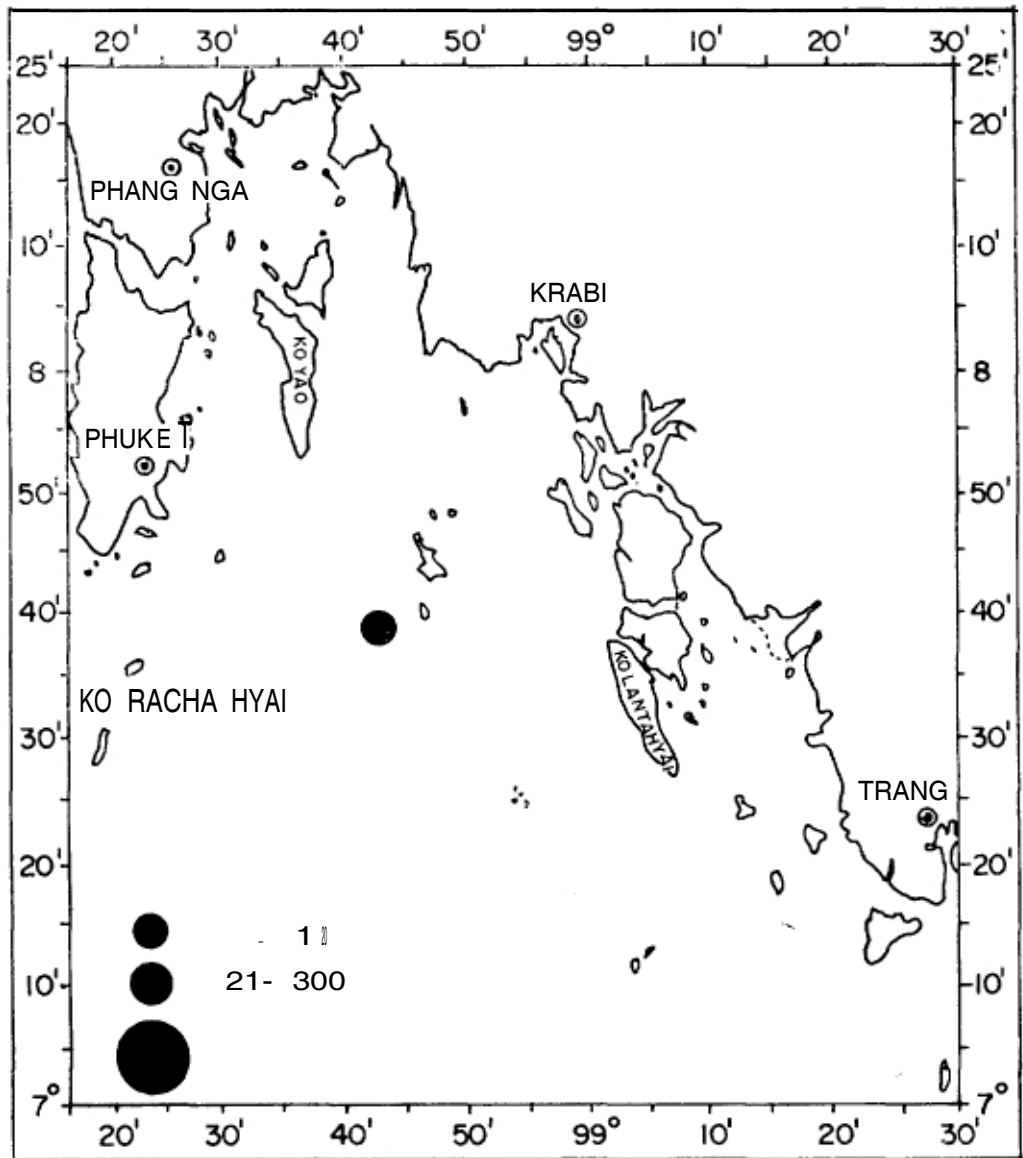 20' 30' 40' 50' 99° 10' 20' 30'
25' 25'
20' 20'
PHANG NGA
10' 10'
KRABI
KO YAO
8 8
PHUKET
50' 50'
40' 40'
KO LANTAHYAI
KO RACHA HYAI
30' 30'
TRANG
20' 20'
21- 300
10' 10'
7° 7°
20' 30' 40' 50' 99° 10' 20' 30'